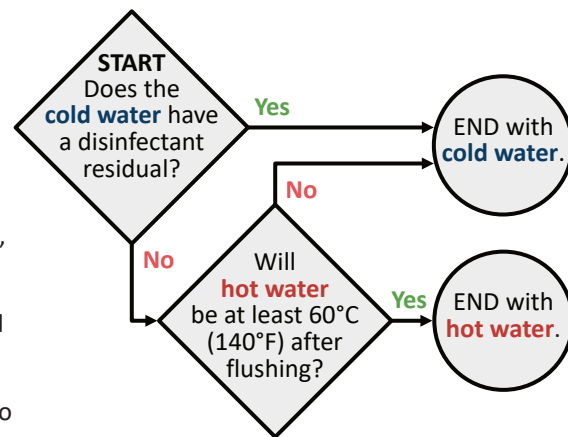 START
Does the
cold water have
a disinfectant
residual?
Yes
END with
cold water.
No
No
Will
hot water
be at least 60°C
(140°F) after
flushing?
Yes
END with
hot water.